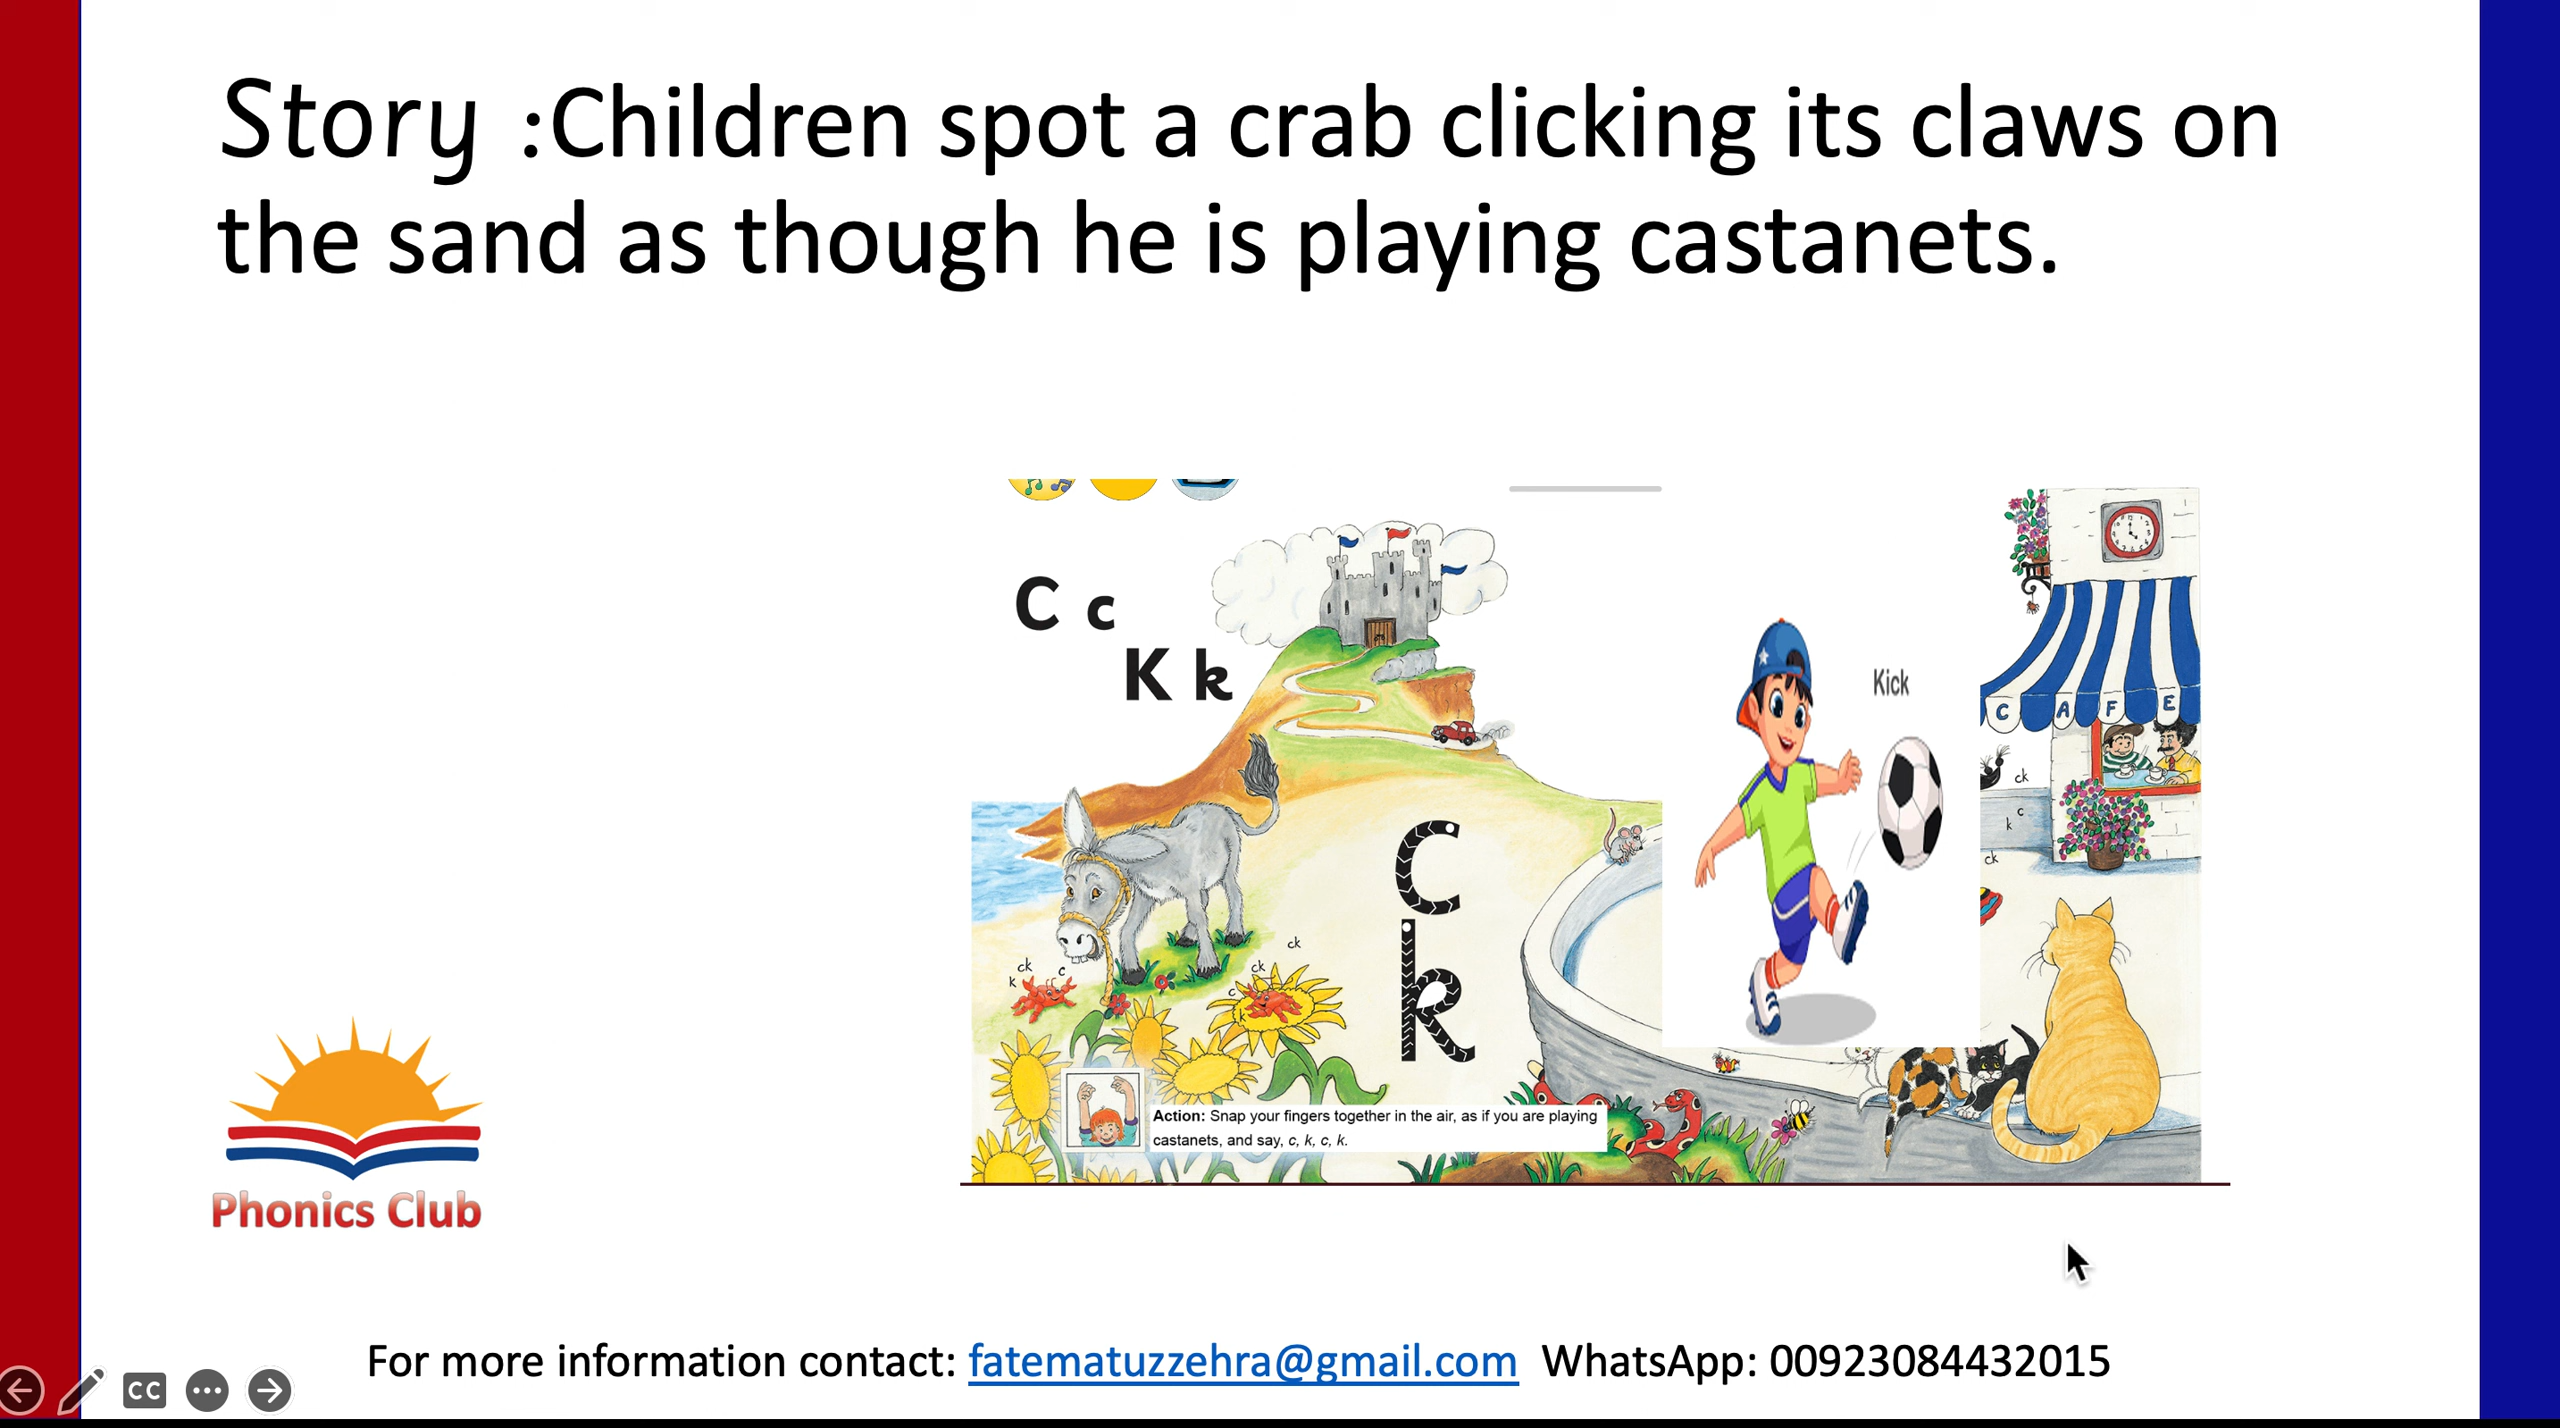 Story :Children spot a crab clicking its claws on
the sand as though he is playing castanets.
C c
K k
Kick
C A F E
ck
c
k
ck
c
k
ck
ck
c
k
ck
c
k
Action: Snap your fingers together in the air, as if you are playing
castanets, and say, c, k, c, k.
Phonics Club
For more information contact: fatematuzzehra@gmail.com WhatsApp: 00923084432015
CC